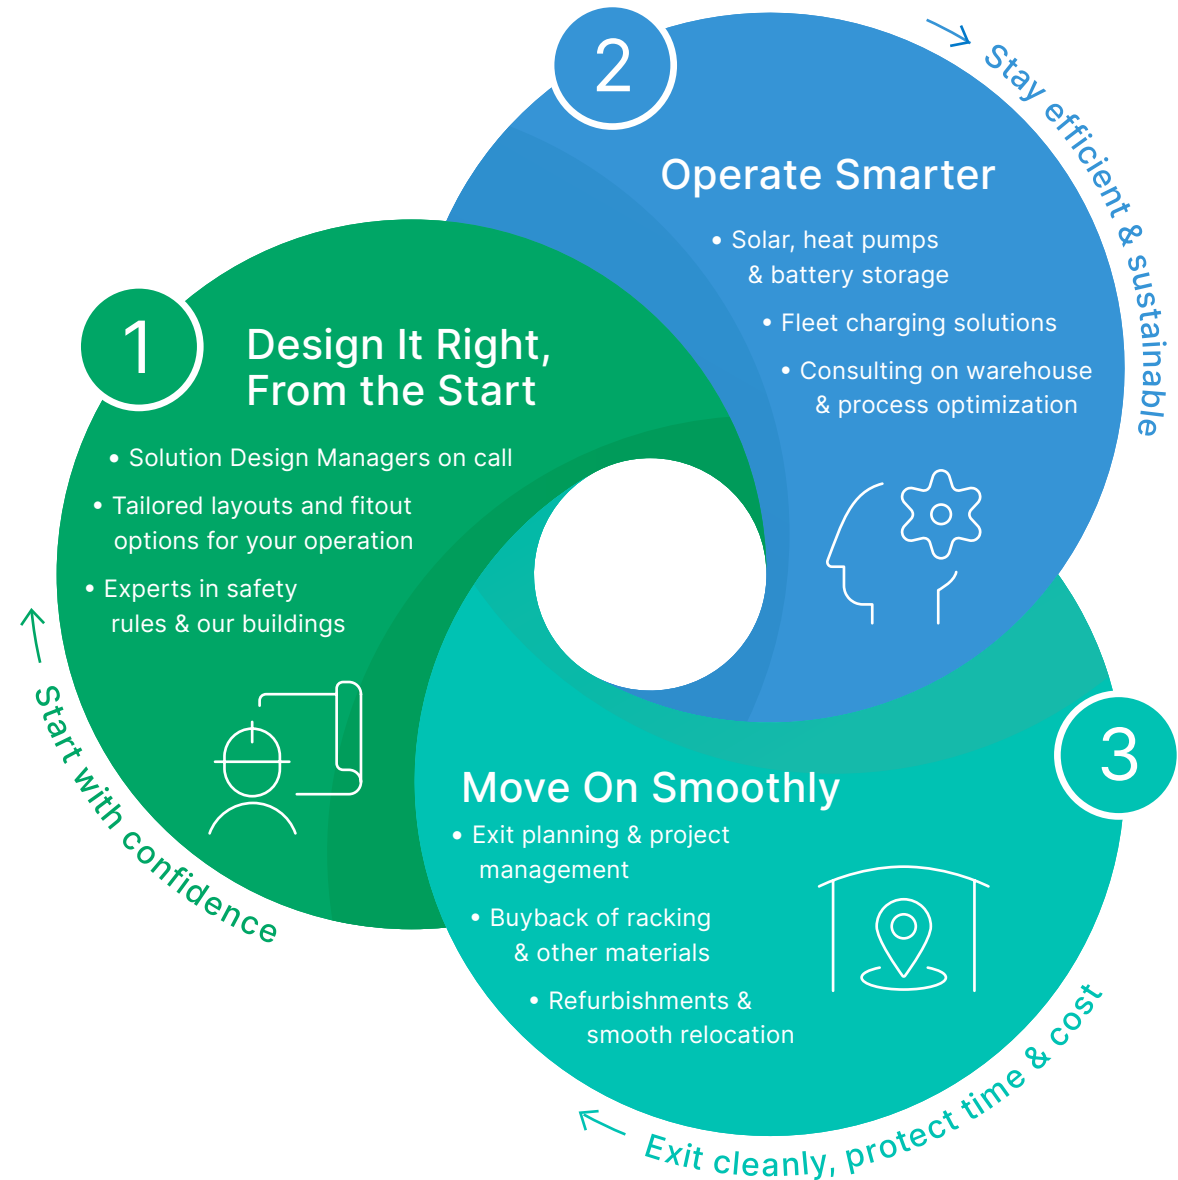 1
Design It Right,
From the Start
• Solution Design Managers on call
• Tailored layouts and fitout
options for your operation
• Experts in safety
rules & our buildings
Start with confidence
2
Operate Smarter
• Solar, heat pumps
& battery storage
• Fleet charging solutions
• Consulting on warehouse
& process optimization
Stay efficient & sustainable
3
Move On Smoothly
• Exit planning & project
management
• Buyback of racking
& other materials
• Refurbishments &
smooth relocation
Exit cleanly, protect time & cost